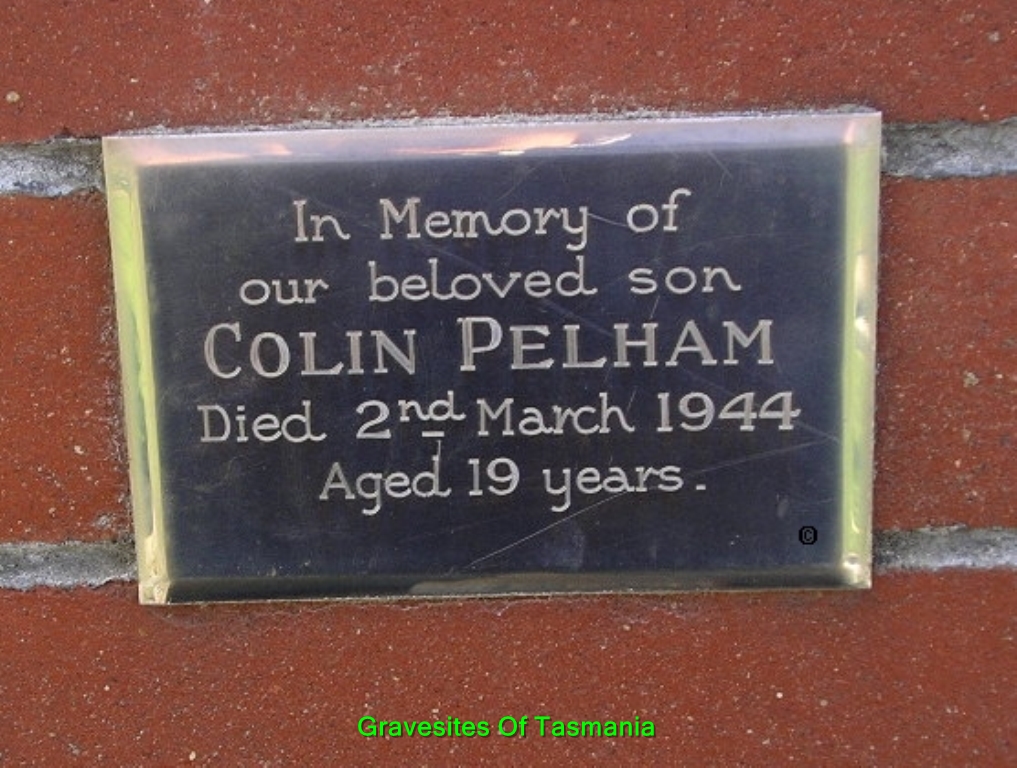 In Memory of
our beloved son
COLIN PELHAM
Died 2nd March 1944
Aged 19 years.
©
Gravesites Of Tasmania